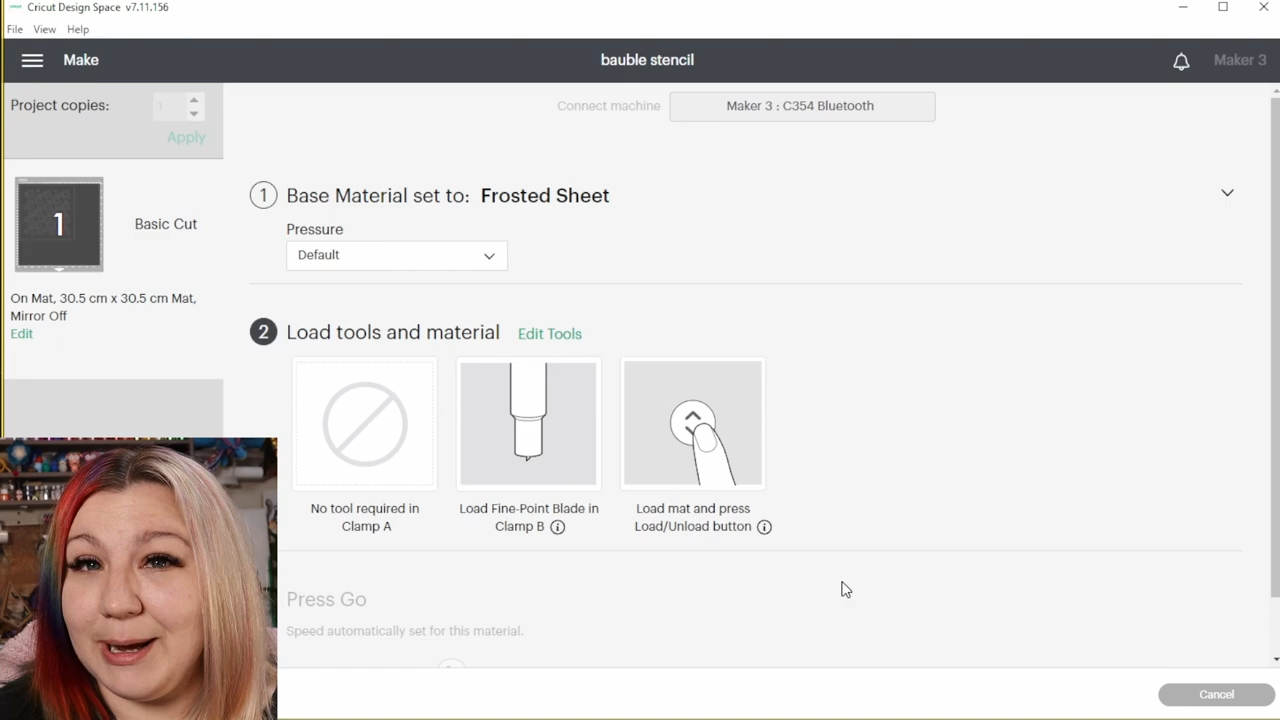 Cricut Design Space v7.11.156
File View Help
Make
bauble stencil
Maker 3
Project copies:
1
Apply
Connect machine
Maker 3 : C354 Bluetooth
1
Basic Cut
On Mat, 30.5 cm x 30.5 cm Mat,
Mirror Off
Edit
1 Base Material set to: Frosted Sheet
Pressure
Default
2 Load tools and material Edit Tools
No tool required in
Clamp A
Load Fine-Point Blade in
Clamp B
Load mat and press
Load/Unload button
Press Go
Speed automatically set for this material.
Cancel